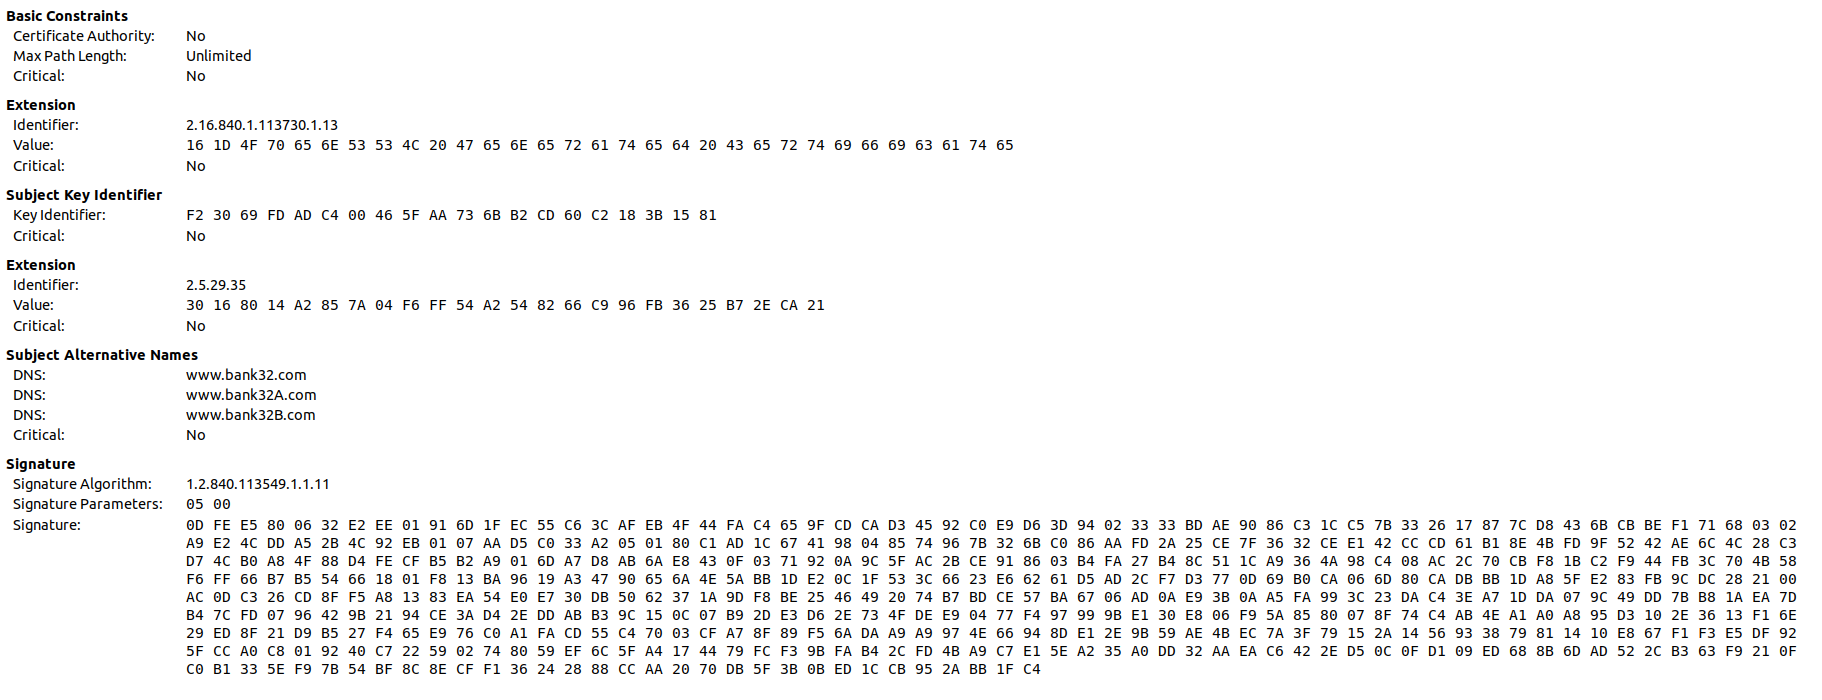 Basic Constraints
Certificate Authority: No
Max Path Length: Unlimited
Critical: No
Extension
Identifier: 2.16.840.1.113730.1.13
Value: 16 1D 4F 70 65 6E 53 53 4C 20 47 65 6E 65 72 61 74 65 64 20 43 65 72 74 69 66 69 63 61 74 65
Critical: No
Subject Key Identifier
Key Identifier: F2 30 69 FD AD C4 00 46 5F AA 73 6B B2 CD 60 C2 18 3B 15 81
Critical: No
Extension
Identifier: 2.5.29.35
Value: 30 16 80 14 A2 85 7A 04 F6 FF 54 A2 54 82 66 C9 96 FB 36 25 B7 2E CA 21
Critical: No
Subject Alternative Names
DNS: www.bank32.com
DNS: www.bank32A.com
DNS: www.bank32B.com
Critical: No
Signature
Signature Algorithm: 1.2.840.113549.1.1.11
Signature Parameters: 05 00
Signature: 0D FE E5 80 06 32 E2 EE 01 91 6D 1F EC 55 C6 3C AF EB 4F 44 FA C4 65 9F CD CA D3 45 92 C0 E9 D6 3D 94 02 33 33 BD AE 90 86 C3 1C C5 7B 33 26 17 87 7C D8 43 6B CB BE F1 71 68 03 02
A9 E2 4C DD A5 2B 4C 92 EB 01 07 AA D5 C0 33 A2 05 01 80 C1 AD 1C 67 41 98 04 85 74 96 7B 32 6B C0 86 AA FD 2A 25 CE 7F 36 32 CE E1 42 CC CD 61 B1 8E 4B FD 9F 52 42 AE 6C 4C 28 C3
D7 4C B0 A8 4F 88 D4 FE CF B5 B2 A9 01 6D A7 D8 AB 6A E8 43 0F 03 71 92 0A 9C 5F AC 2B CE 91 86 03 B4 FA 27 B4 8C 51 1C A9 36 4A 98 C4 08 AC 2C 70 CB F8 1B C2 F9 44 FB 3C 70 4B 58
F6 FF 66 B7 B5 54 66 18 01 F8 13 BA 96 19 A3 47 90 65 6A 4E 5A BB 1D E2 0C 1F 53 3C 66 23 E6 62 61 D5 AD 2C F7 D3 77 0D 69 B0 CA 06 6D 80 CA DB BB 1D A8 5F E2 83 FB 9C DC 28 21 00
AC 0D C3 26 CD 8F F5 A8 13 83 EA 54 E0 E7 30 DB 50 62 37 1A 9D F8 BE 25 46 49 20 74 B7 BD CE 57 BA 67 06 AD 0A E9 3B 0A A5 FA 99 3C 23 DA C4 3E A7 1D DA 07 9C 49 DD 7B B8 1A EA 7D
B4 7C FD 07 96 42 9B 21 94 CE 3A D4 2E DD AB B3 9C 15 0C 07 B9 2D E3 D6 2E 73 4F DE E9 04 77 F4 97 99 9B E1 30 E8 06 F9 5A 85 80 07 8F 74 C4 AB 4E A1 A0 A8 95 D3 10 2E 36 13 F1 6E
29 ED 8F 21 D9 B5 27 F4 65 E9 76 C0 A1 FA CD 55 C4 70 03 CF A7 8F 89 F5 6A DA A9 A9 97 4E 66 94 8D E1 2E 9B 59 AE 4B EC 7A 3F 79 15 2A 14 56 93 38 79 81 14 10 E8 67 F1 F3 E5 DF 92
5F CC A0 C8 01 92 40 C7 22 59 02 74 80 59 EF 6C 5F A4 17 44 79 FC F3 9B FA B4 2C FD 4B A9 C7 E1 5E A2 35 A0 DD 32 AA EA C6 42 2E D5 0C 0F D1 09 ED 68 8B 6D AD 52 2C B3 63 F9 21 0F
C0 B1 33 5E F9 7B 54 BF 8C 8E CF F1 36 24 28 88 CC AA 20 70 DB 5F 3B 0B ED 1C CB 95 2A BB 1F C4